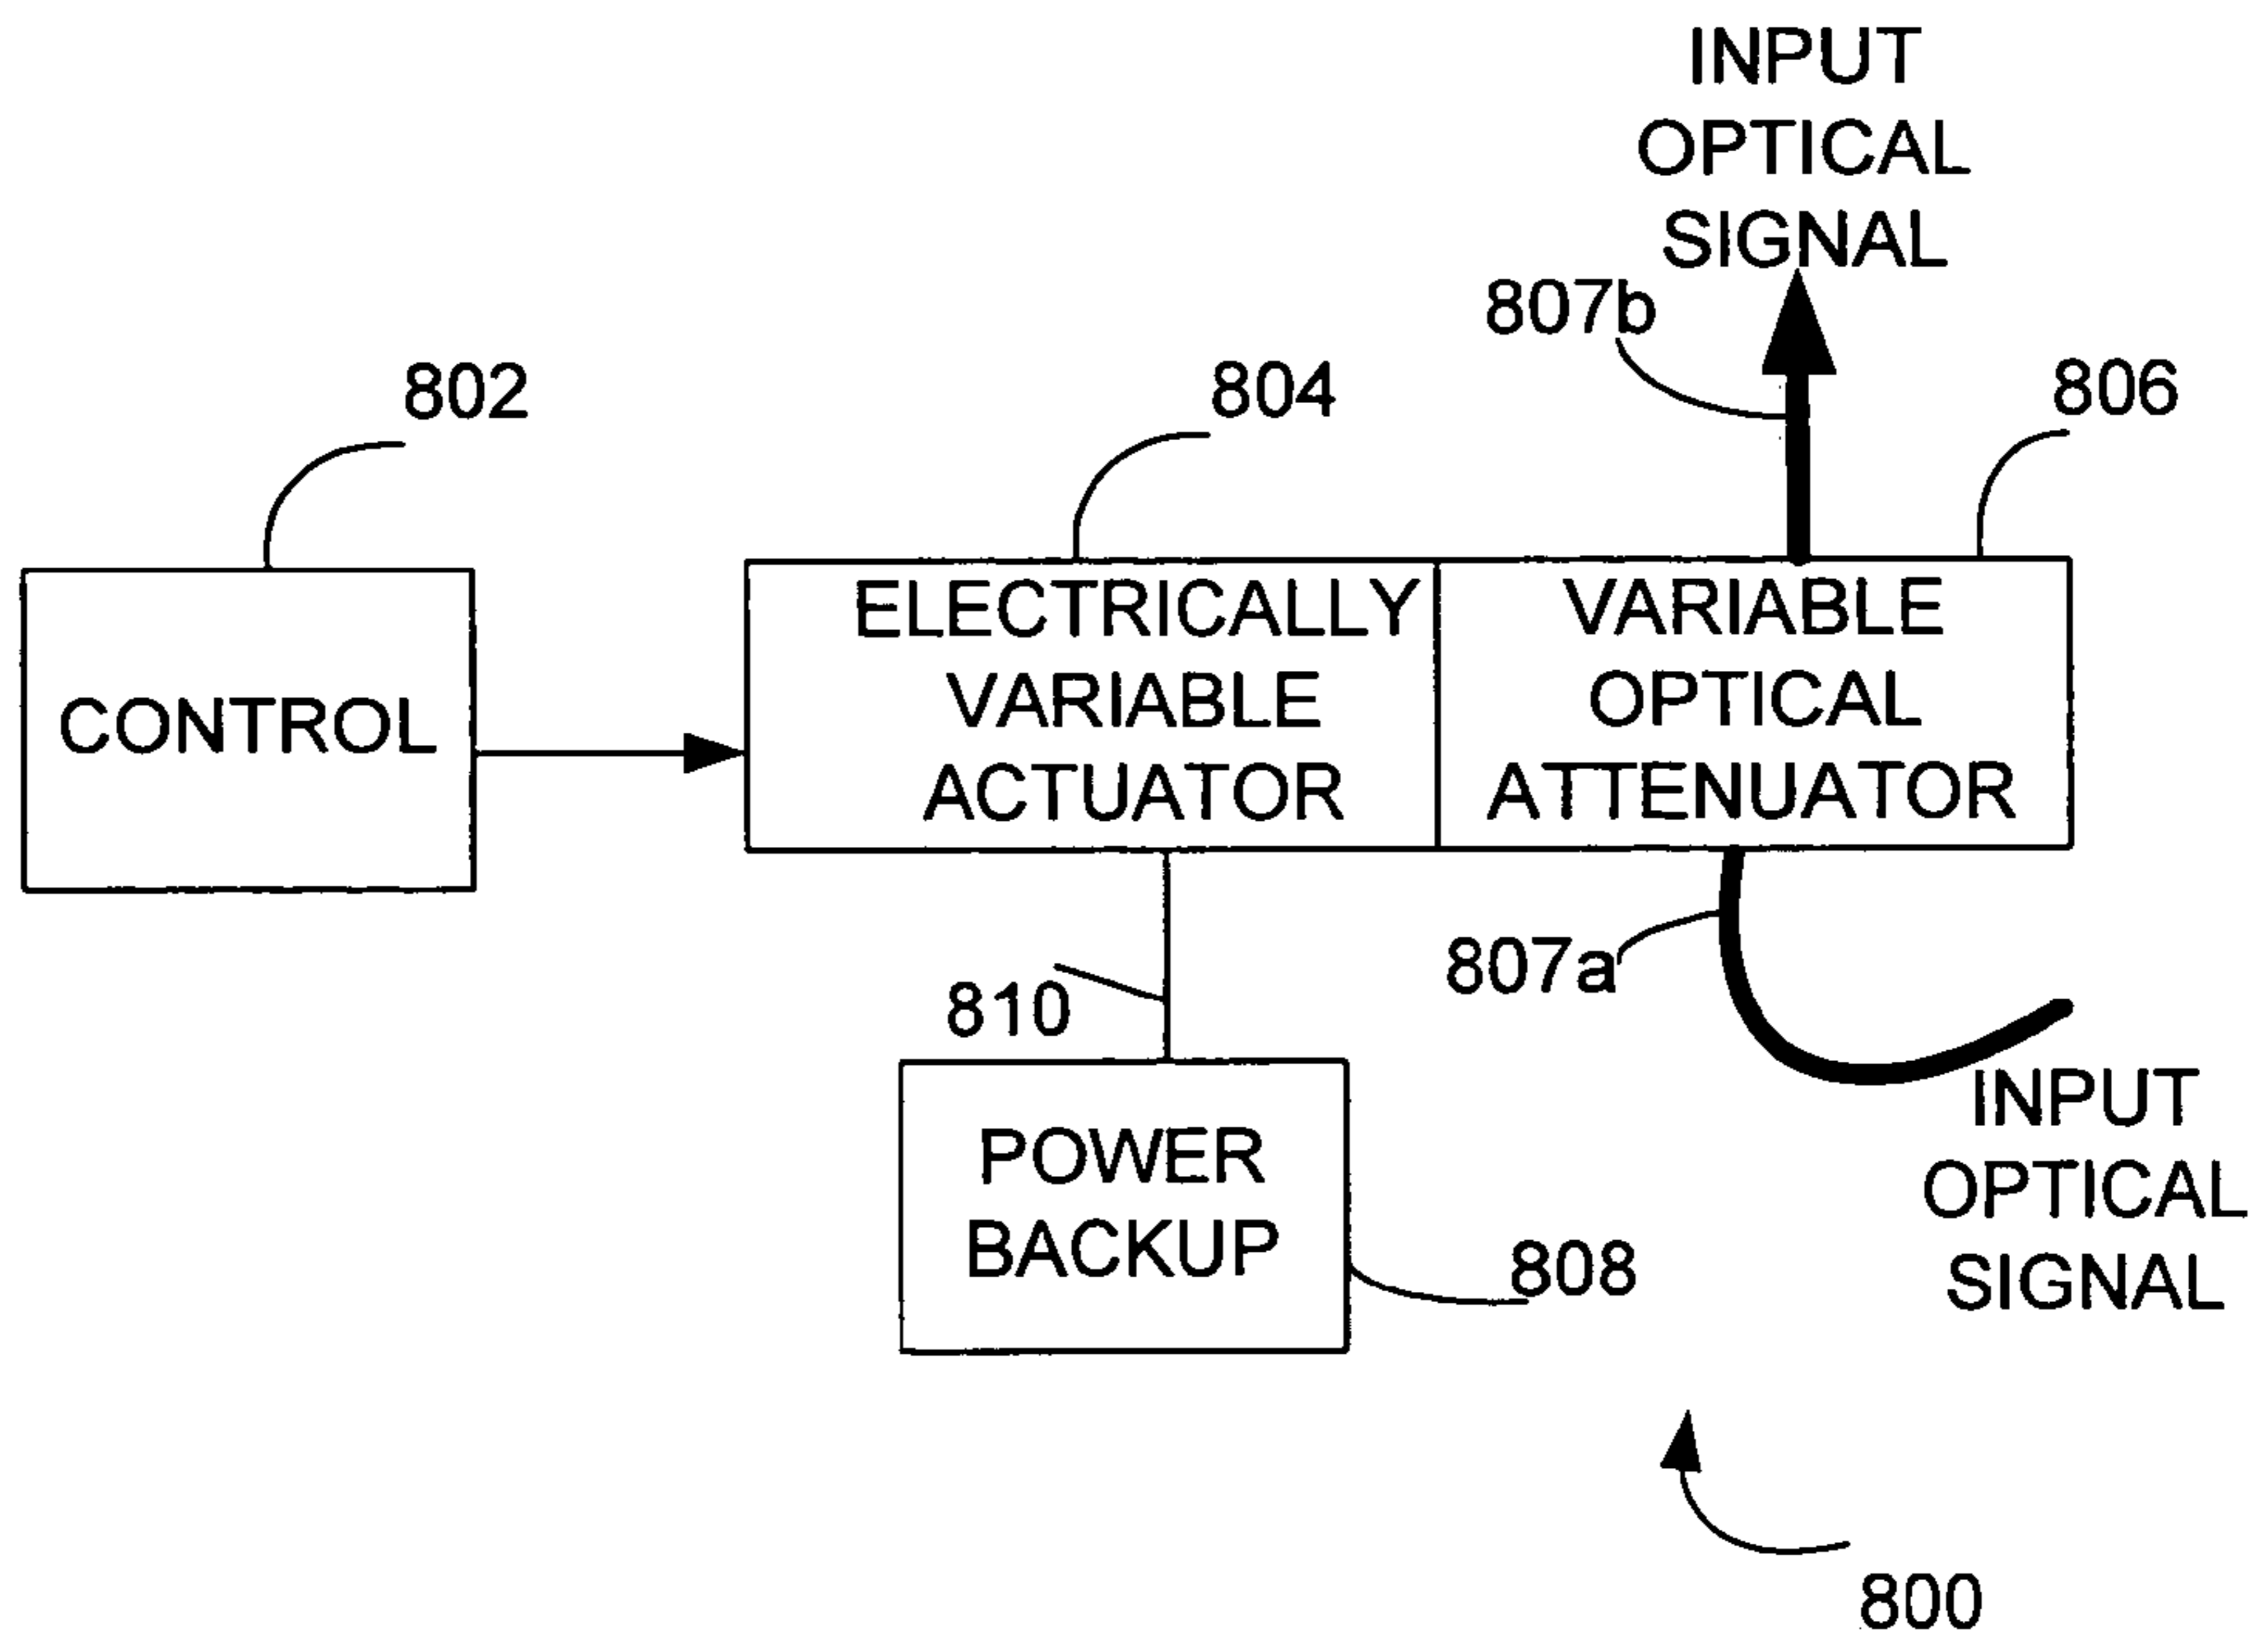 INPUT
OPTICAL
SIGNAL
807b
802
804
806
CONTROL
ELECTRICALLY
VARIABLE
ACTUATOR
VARIABLE
OPTICAL
ATTENUATOR
807a
810
INPUT
OPTICAL
SIGNAL
POWER
BACKUP
808
800